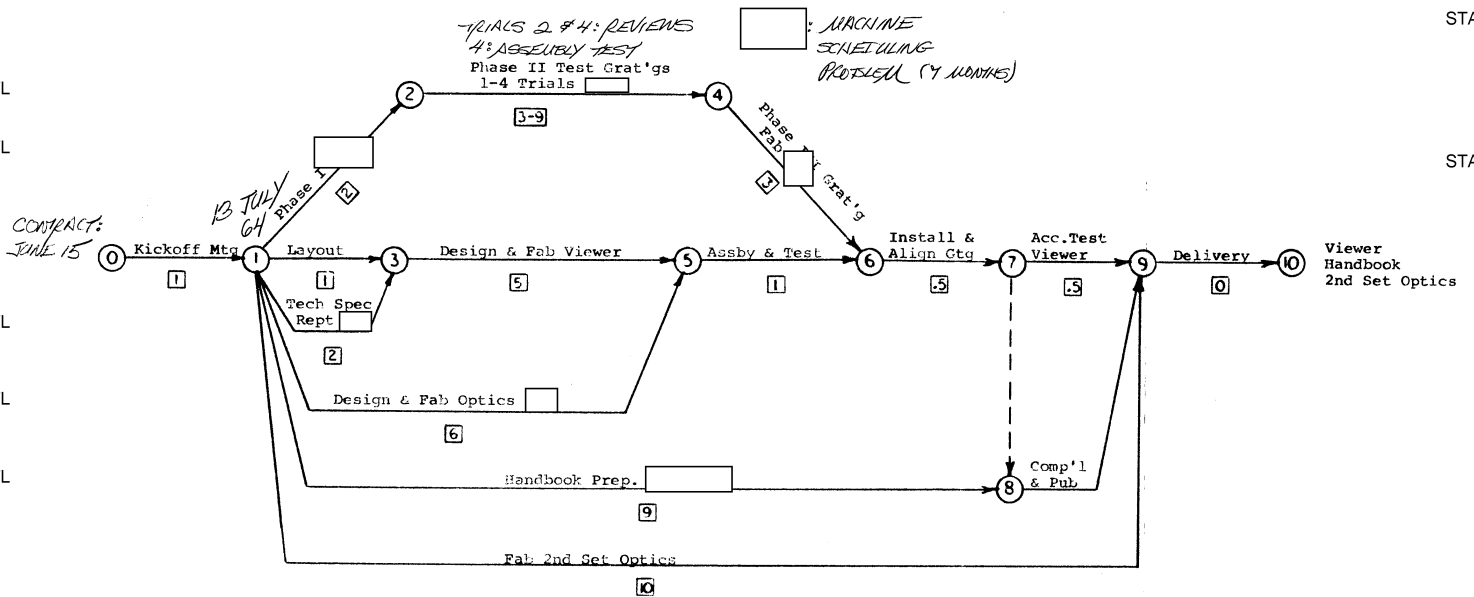 TRIALS 2 & 4: REVIEWS
4: ASSEMBLY TEST
: MACHINE
SCHEDULING
PROBLEM (7 MONTHS)
STA
Phase II Test Grat'gs
1-4 Trials
L
2
4
3-9
L
STA
Phase I
2
Fab
Grat'g
3
13 JULY
64
CONTRACT:
JUNE 15
0
Kickoff Mtg
1
1
Layout
1
3
Design & Fab Viewer
5
5
Assby & Test
1
6
Install &
Align Gtg
.5
7
Acc.Test
Viewer
.5
9
Delivery
0
10
Viewer
Handbook
2nd Set Optics
L
Tech Spec
Rept
2
L
Design & Fab Optics
6
L
Handbook Prep.
9
8
Comp'l
& Pub
Fab 2nd Set Optics
10